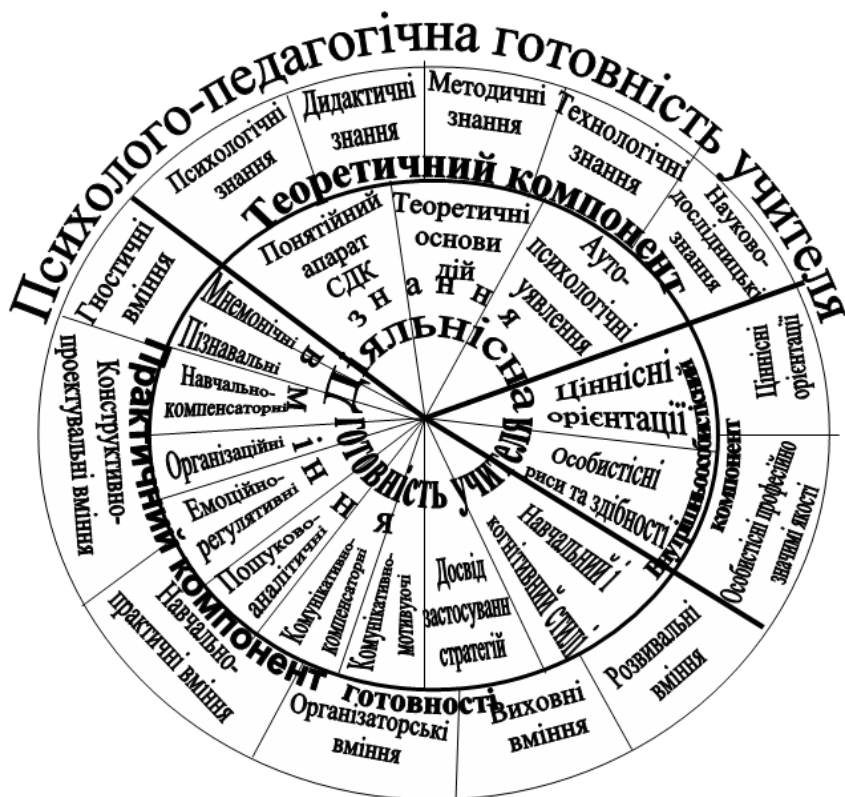 Психолого-педагогічна готовність учителя
Психологічні
знання
Дидактичні
знання
Методичні
знання
Технологічні
знання
Науково-
дослідницькі
знання
Теоретичний компонент
Понятійний
апарат
СДК
Теоретичні
основи
дій
Ауто-
психологічні
уявлення
знання
Гностичні
вміння
Конструктивно-
проектувальні вміння
Навчально-
практичні вміння
Організаторські
вміння
Виховні
вміння
Розвивальні
вміння
Практичний компонент готовності
Мнемонічні
Пізнавальні
Навчально-
компенсаторні
Організаційні
Емоційно-
регулятивні
Пошуково-
аналітичні
Комунікативно-
компенсаторні
Комунікативно-
мотивуючі
Досвід
застосуванн
стратегій
Навчальний і
когнітивний стилі
вміння
Діяльнісна
готовність учителя
Ціннісні
орієнтації
Особистісні
риси та здібності
компонент
Ціннісні
орієнтації
Особистісні професійно
значимі якості